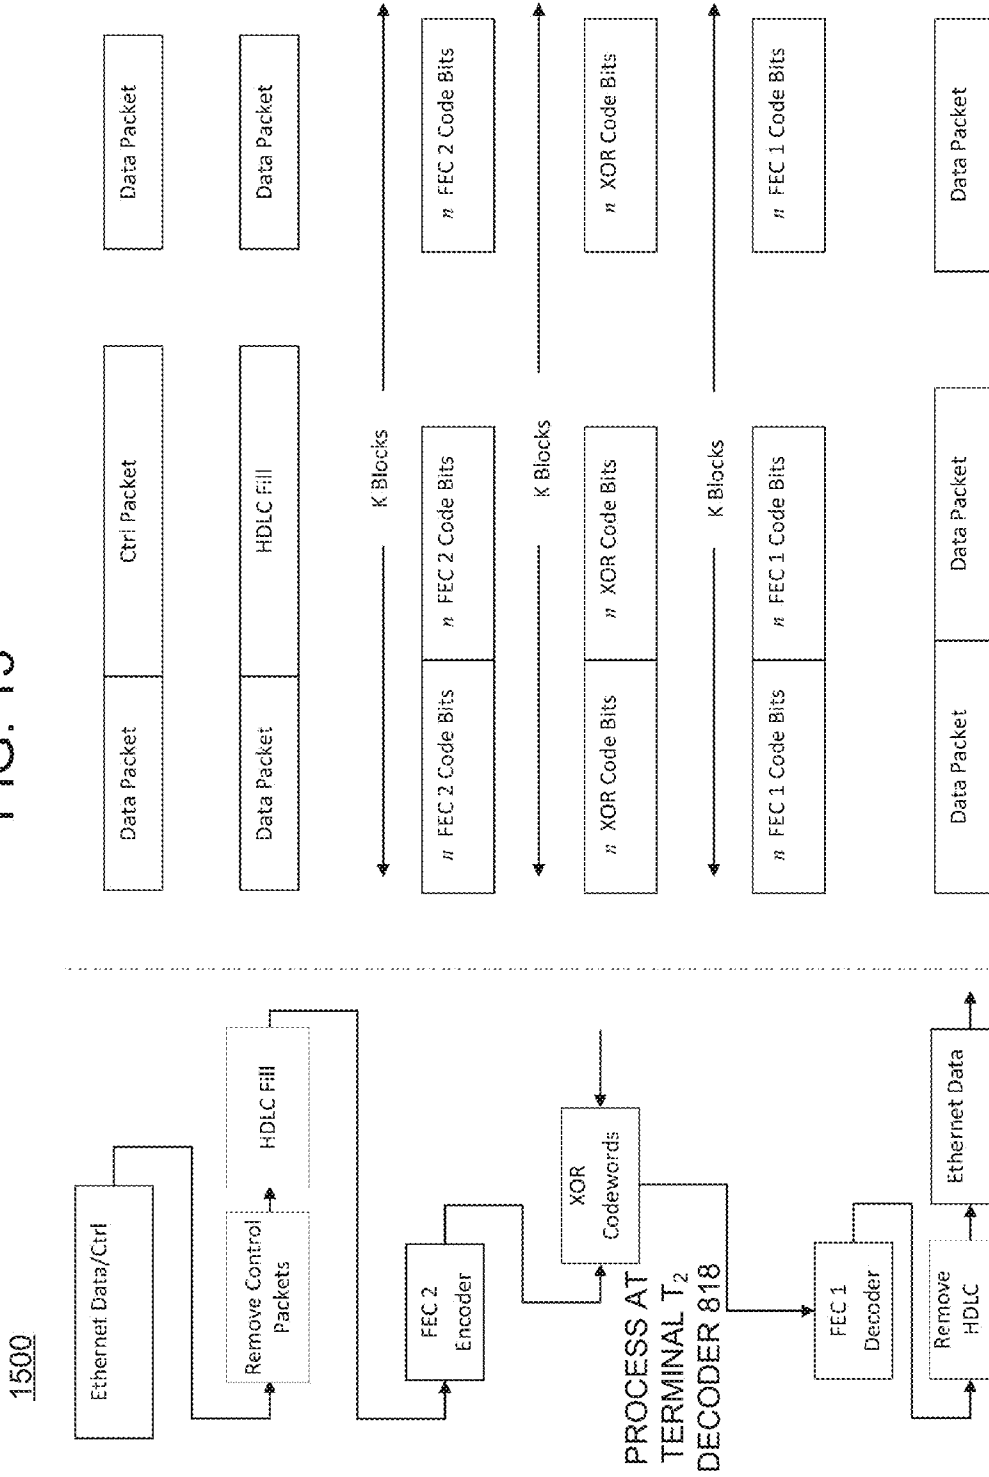 FIG. 15
1500
Ethernet Data/Ctrl
Data Packet
Ctrl Packet
Data Packet
Remove Control
Packets
HDLC Fill
Data Packet
HDLC Fill
Data Packet
K Blocks
FEC 2
Encoder
n FEC 2 Code Bits
n FEC 2 Code Bits
n FEC 2 Code Bits
K Blocks
XOR
Codewords
n XOR Code Bits
n XOR Code Bits
n XOR Code Bits
PROCESS AT
TERMINAL T2
DECODER 818
K Blocks
FEC 1
Decoder
n FEC 1 Code Bits
n FEC 1 Code Bits
n FEC 1 Code Bits
Remove
HDLC
Ethernet Data
Data Packet
Data Packet
Data Packet